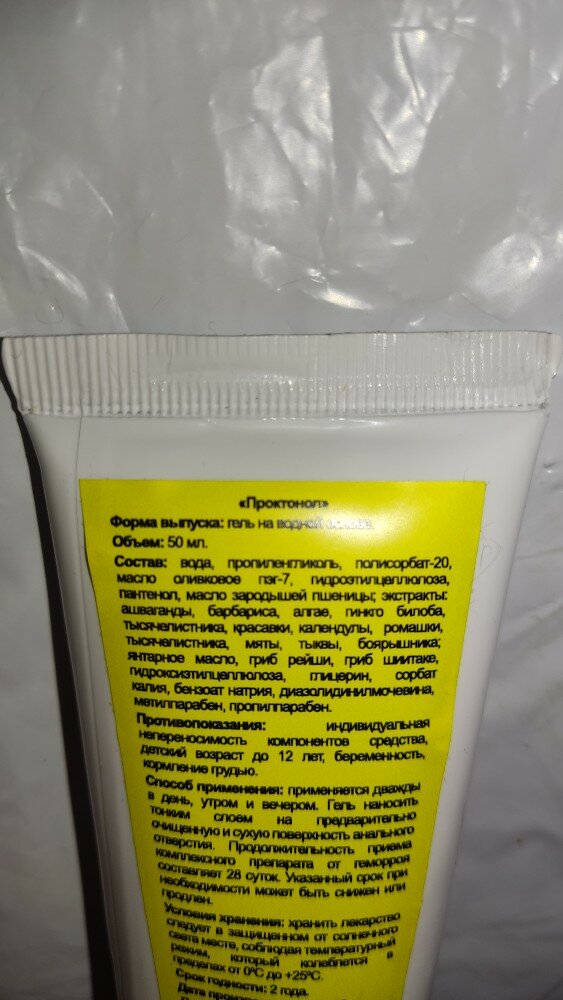 «Проктонол»
Форма выпуска: гель на водной основе.
Объем: 50 мл.
Состав: вода, пропиленгликоль, полисорбат-20,
масло оливковое пэг-7, гидроэтилцеллюлоза,
пантенол, масло зародышей пшеницы; экстракты:
ашваганды, барбариса, алгае, гинкго билоба,
тысячелистника, красавки, календулы, ромашки,
тысячелистника, мяты, тыквы, боярышника;
янтарное масло, гриб рейши, гриб шиитаке,
гидроксиэтилцеллюлоза, глицерин, сорбат
калия, бензоат натрия, диазолидинилмочевина,
метилпарабен, пропилпарабен.
Противопоказания: индивидуальная
непереносимость компонентов средства,
детский возраст до 12 лет, беременность,
кормление грудью.
Способ применения: применяется дважды
в день, утром и вечером. Гель наносить
тонким слоем на предварительно
очищенную и сухую поверхность анального
отверстия. Продолжительность приема
комплексного препарата от геморроя
составляет 28 суток. Указанный срок при
необходимости может быть снижен или
продлен.
Условия хранения: хранить лекарство
следует в защищенном от солнечного
света месте, соблюдая температурный
режим, который колеблется в
пределах от 0°С до +25°С.
Срок годности: 2 года.
Дата